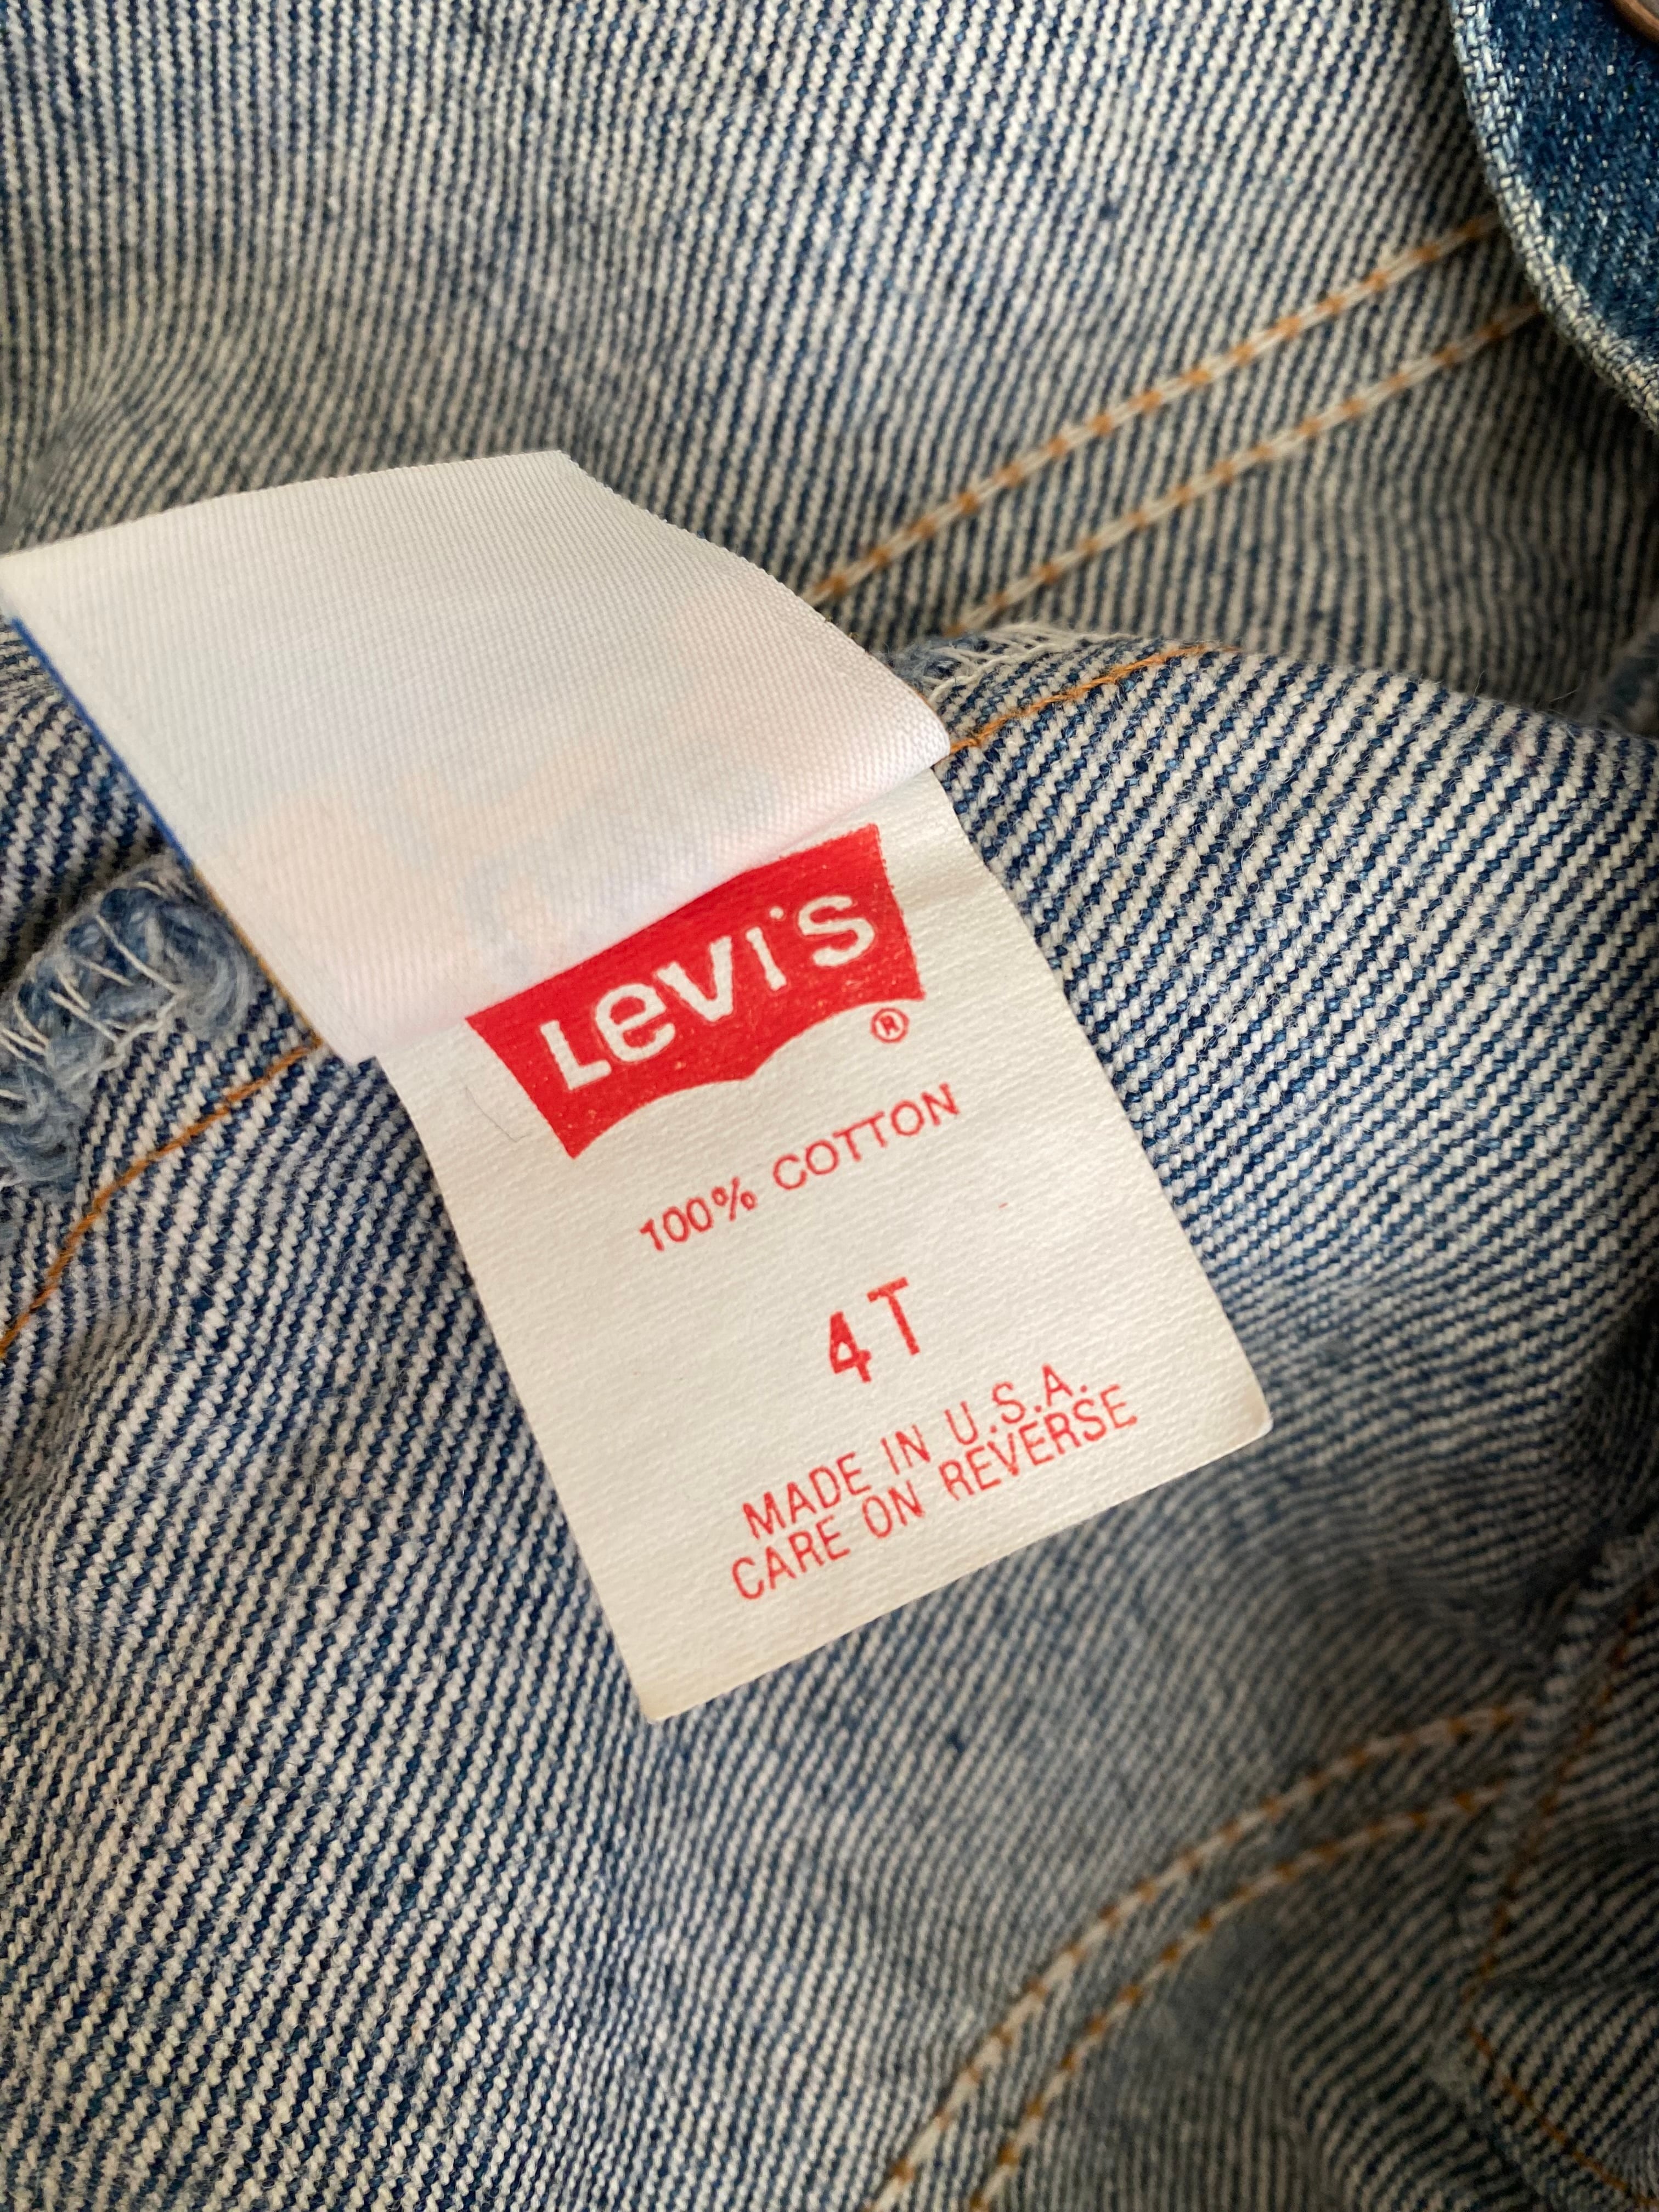 Levi's ®
100% COTTON
4T
MADE IN U.S.A.
CARE ON REVERSE